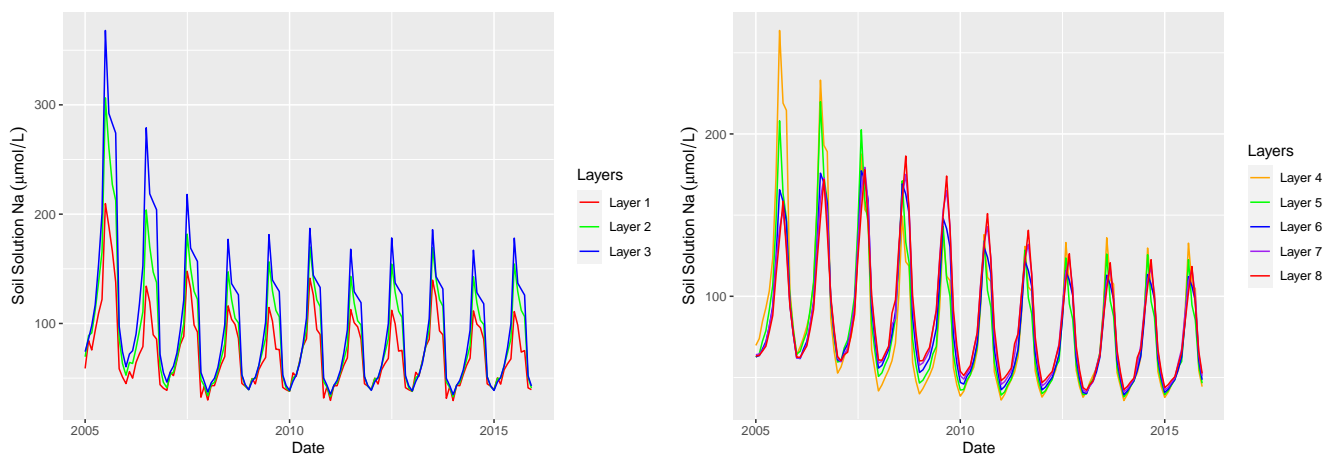 Soil Solution Na (μmol/L)
300
200
100
2005
2010
2015
Date
Layers
Layer 1
Layer 2
Layer 3
Soil Solution Na (μmol/L)
200
100
2005
2010
2015
Date
Layers
Layer 4
Layer 5
Layer 6
Layer 7
Layer 8